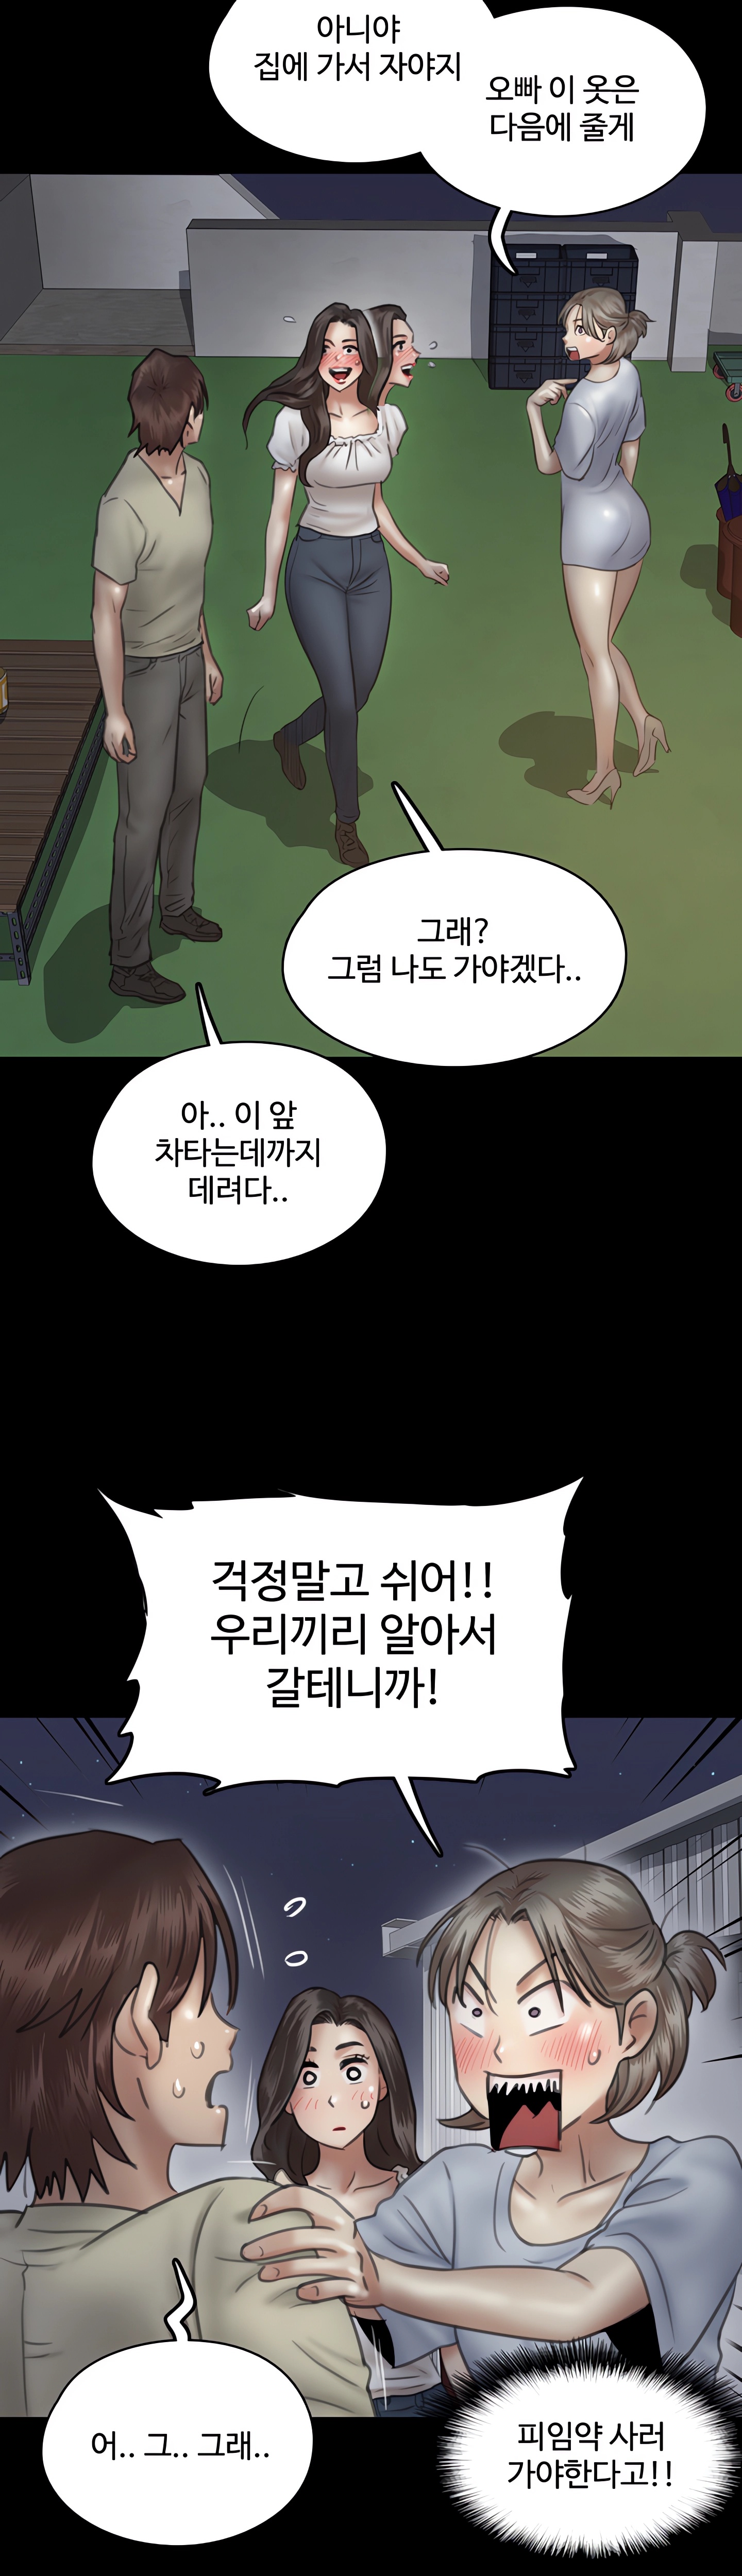 아니야
집에 가서 자야지
오빠 이 옷은
다음에 줄게
그래?
그럼 나도 가야겠다..
아.. 이 앞
차타는데까지
데려다..
걱정말고 쉬어!!
우리끼리 알아서
갈테니까!
어.. 그.. 그래..
피임약 사러
가야한다고!!